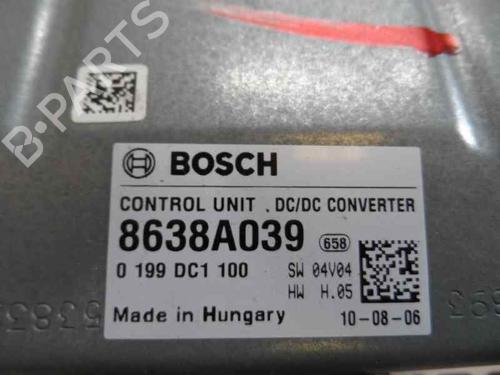 B-PARTS
BOSCH
CONTROL UNIT . DC/DC CONVERTER
8638A039 658
0 199 DC1 100 SW 04V04
HW H.05
Made in Hungary 10-08-06